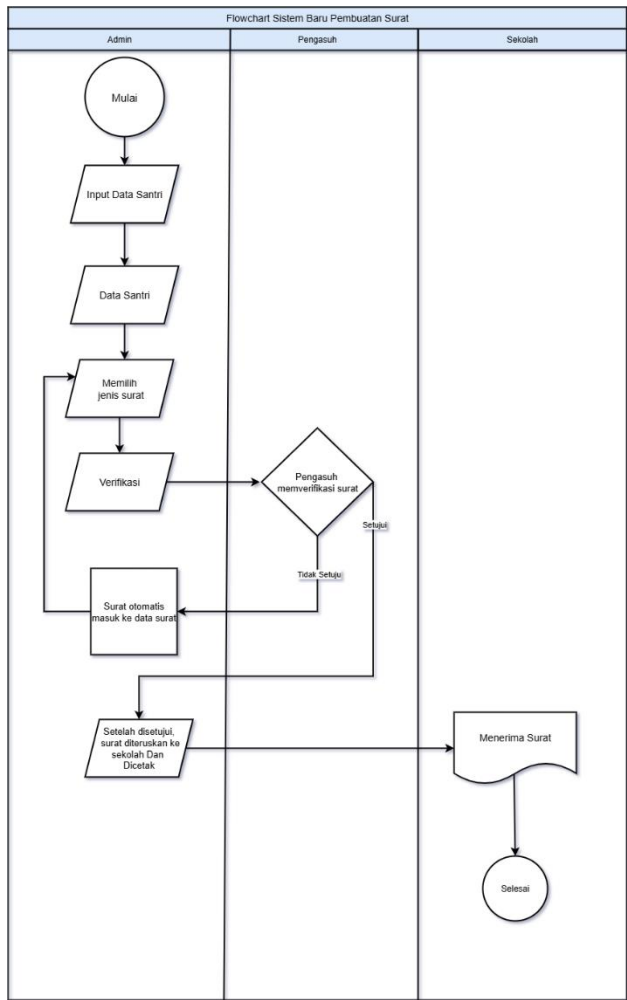 Flowchart Sistem Baru Pembuatan Surat
Admin
Pengasuh
Sekolah
Mulai
Input Data Santri
Data Santri
Memilih
jenis surat
Verifikasi
Pengasuh
memverifikasi surat
Setujui
Tidak Setuju
Surat otomatis
masuk ke data surat
Setelah disetujui,
surat diteruskan ke
sekolah Dan
Dicetak
Menerima Surat
Selesai